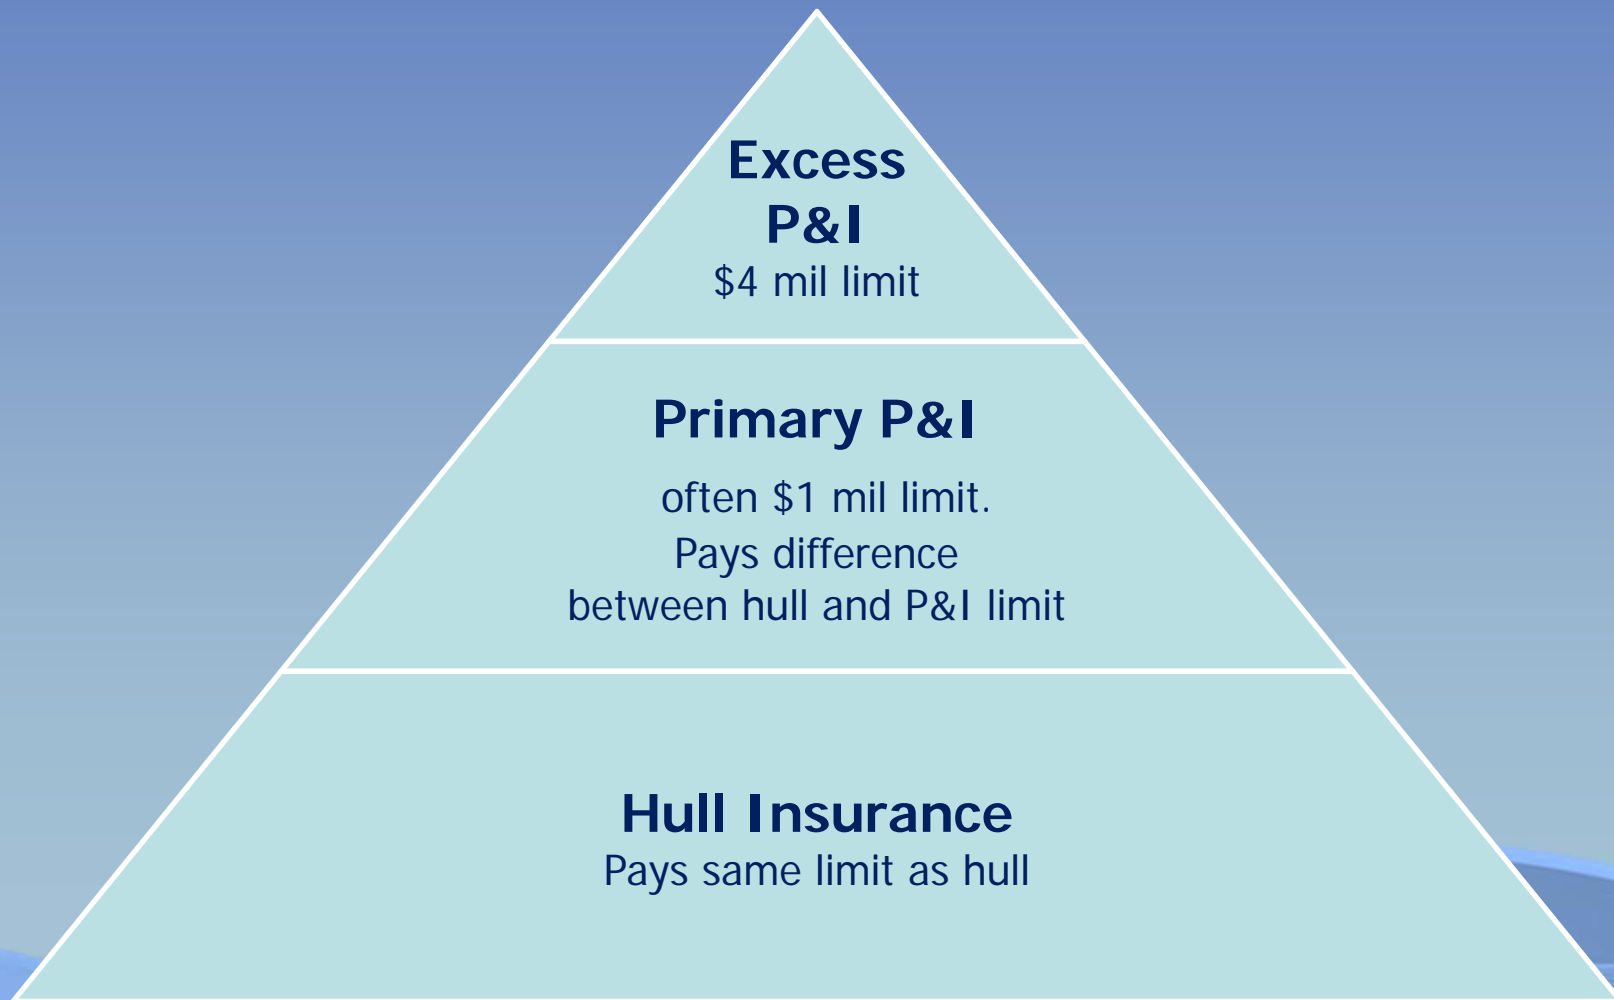 Excess
P&I
$4 mil limit
Primary P&I
often $1 mil limit.
Pays difference
between hull and P&I limit
Hull Insurance
Pays same limit as hull